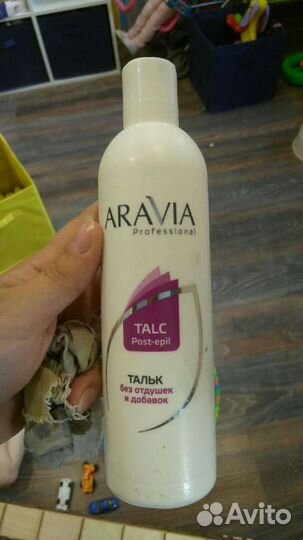 ARAVIA
Professional
TALC
Post-epil
ТАЛЬК
без отдушек
и добавок
Avito